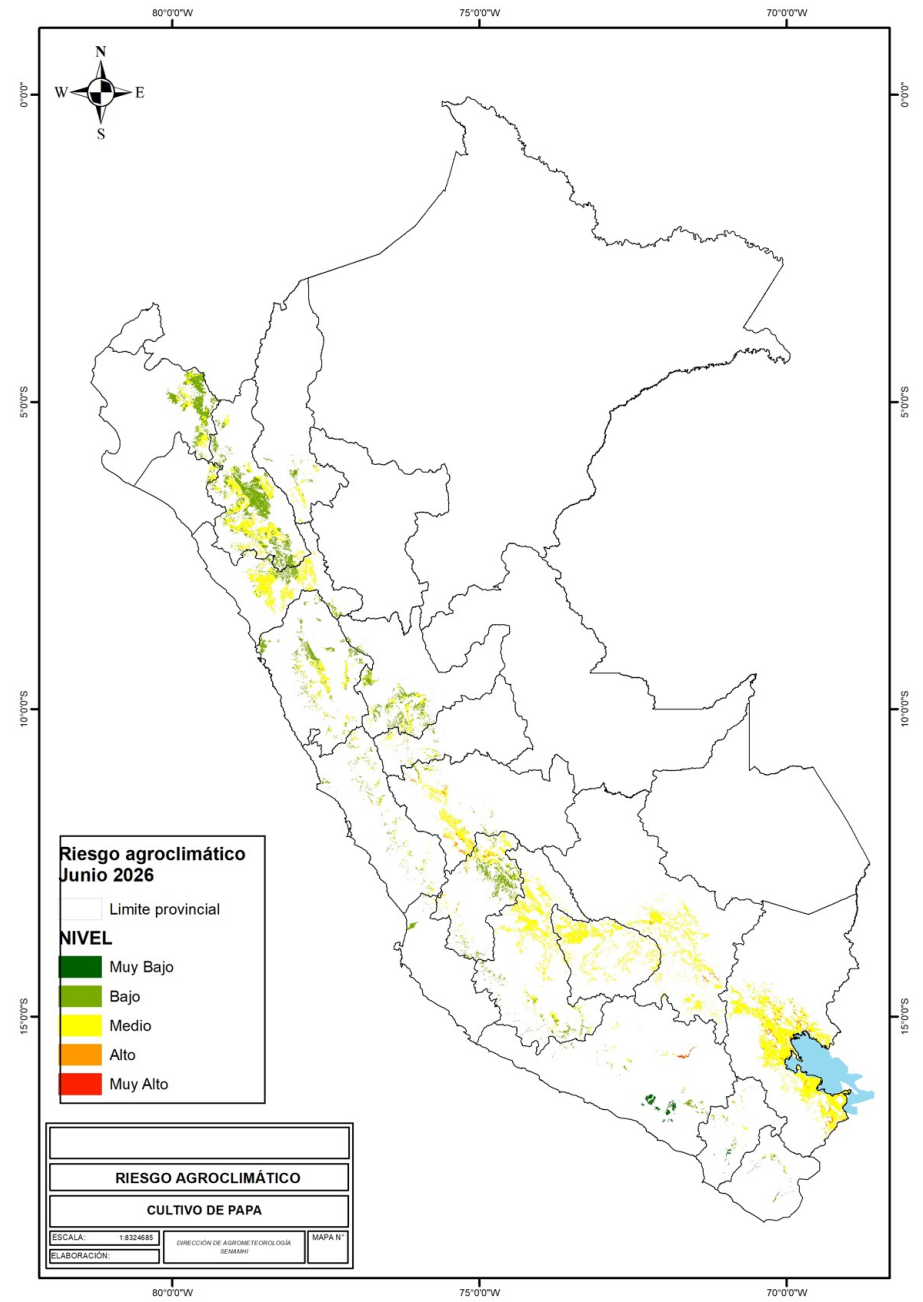 80°0'0"W
75°0'0"W
70°0'0"W
N
W
E
S
0°0'0"
0°0'0"
5°0'0"S
5°0'0"S
10°0'0"S
10°0'0"S
15°0'0"S
15°0'0"S
Riesgo agroclimático
Junio 2026
Limite provincial
NIVEL
Muy Bajo
Bajo
Medio
Alto
Muy Alto
RIESGO AGROCLIMÁTICO
CULTIVO DE PAPA
ESCALA: 1:8324685
DIRECCIÓN DE AGROMETEOROLOGÍA
SENAMHI
MAPA N°
ELABORACIÓN:
80°0'0"W
75°0'0"W
70°0'0"W